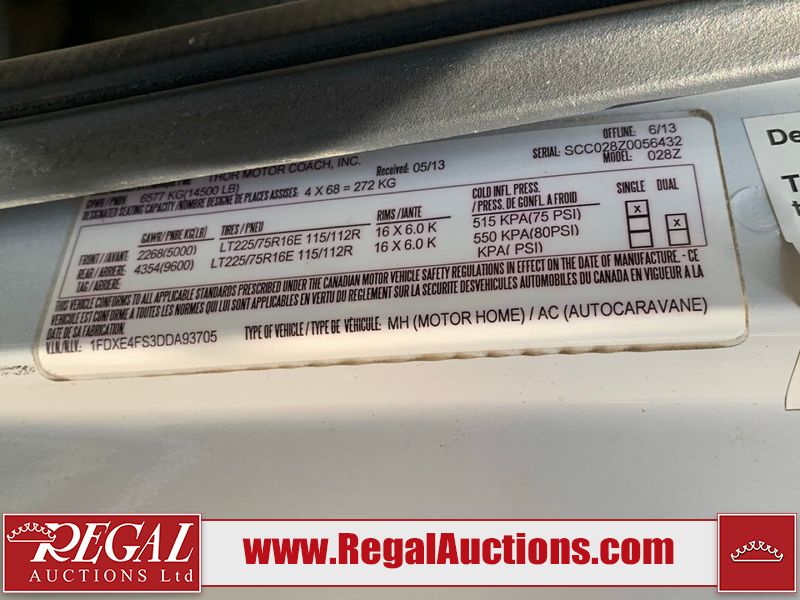 THOR MOTOR COACH, INC. Received: 05/13 OFFLINE: 6/13
SERIAL: SCC028Z0056432
GVWR / PNBE 6577 KG(14500 LB) MODEL: 028Z
DESIGNATED SEATING CAPACITY / NOMBRE DESIGNE DE PLACES ASSISES: 4 X 68 = 272 KG
GAWR/PNBE KG(LB) TIRES / PNEU RIMS / JANTE COLD INFL. PRESS. / PRESS. DE GONFL. A FROID SINGLE DUAL
FRONT / AVANT: 2268(5000) LT225/75R16E 115/112R 16 X 6.0 K 515 KPA(75 PSI) X
REAR / ARRIERE: 4354(9600) LT225/75R16E 115/112R 16 X 6.0 K 550 KPA(80PSI) X
TAG / ARRIERE: KPA( PSI)
THIS VEHICLE CONFORMS TO ALL APPLICABLE STANDARDS PRESCRIBED UNDER THE CANADIAN MOTOR VEHICLE SAFETY REGULATIONS IN EFFECT ON THE DATE OF MANUFACTURE. - CE
VEHICULE EST CONFORME A TOUTES LES NORMES QUI LUI SONT APPLICABLES EN VERTU DU REGLEMENT SUR LA SECURITE DES VEHICULES AUTOMOBILES DU CANADA EN VIGUEUR A LA
DATE DE SA FABRICATION.
V.I.N./N.I.V.: 1FDXE4FS3DDA93705 TYPE OF VEHICLE / TYPE DE VÉHICULE: MH (MOTOR HOME) / AC (AUTOCARAVANE)
De
T
REGAL
AUCTIONS Ltd
www.RegalAuctions.com